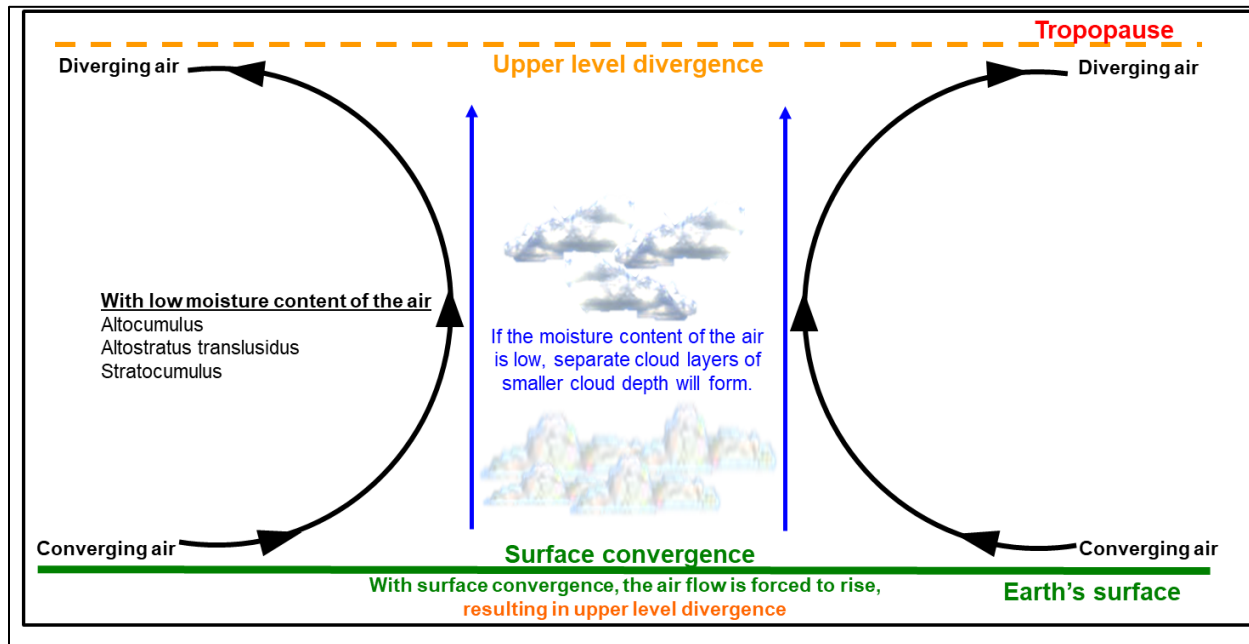 Tropopause
Diverging air
Upper level divergence
Diverging air
With low moisture content of the air
Altocumulus
Altostratus translusidus
Stratocumulus
If the moisture content of the air
is low, separate cloud layers of
smaller cloud depth will form.
Converging air
Surface convergence
Converging air
With surface convergence, the air flow is forced to rise,
resulting in upper level divergence
Earth's surface